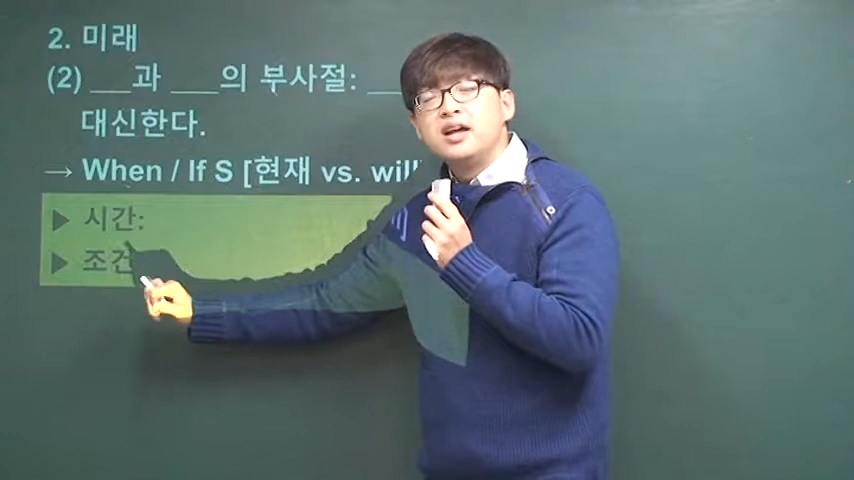 2. 미래
(2) ___과 ___의 부사절: __
대신한다.
→ When / If S [현재 vs. will
▶ 시간:
▶ 조건